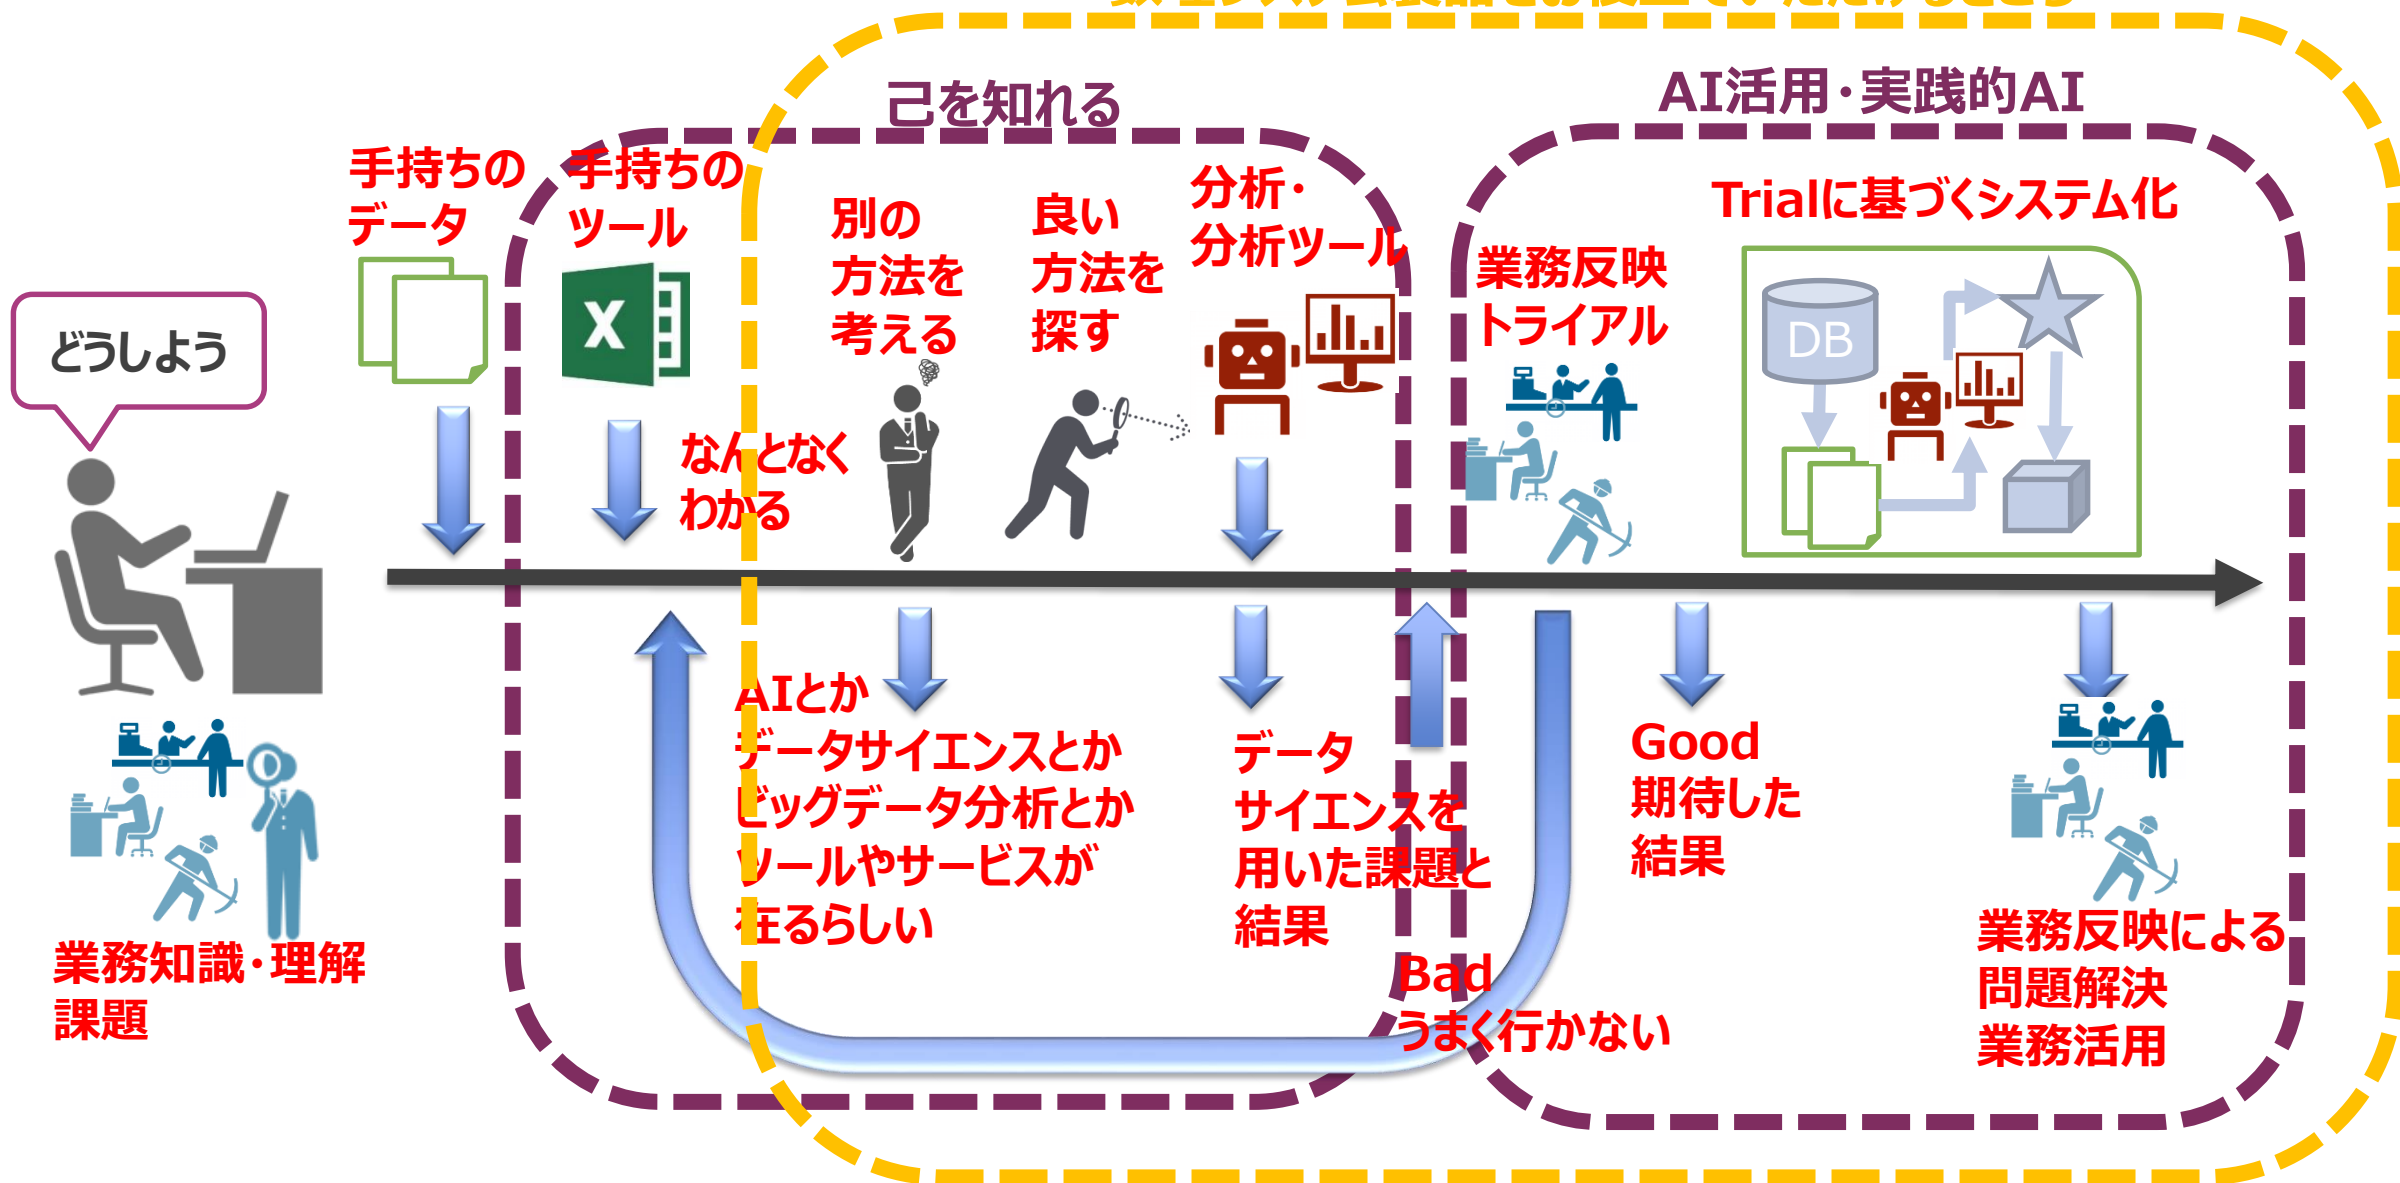 己を知れる
AI活用・実践的AI
手持ちの
データ
手持ちの
ツール
別の
方法を
考える
良い
方法を
探す
分析・
分析ツール
業務反映
トライアル
Trialに基づくシステム化
DB
どうしよう
なんとなく
わかる
AIとか
データサイエンスとか
ビッグデータ分析とか
ツールやサービスが
在るらしい
データ
サイエンスを
用いた課題と
結果
Bad
うまく行かない
Good
期待した
結果
業務知識・理解
課題
業務反映による
問題解決
業務活用